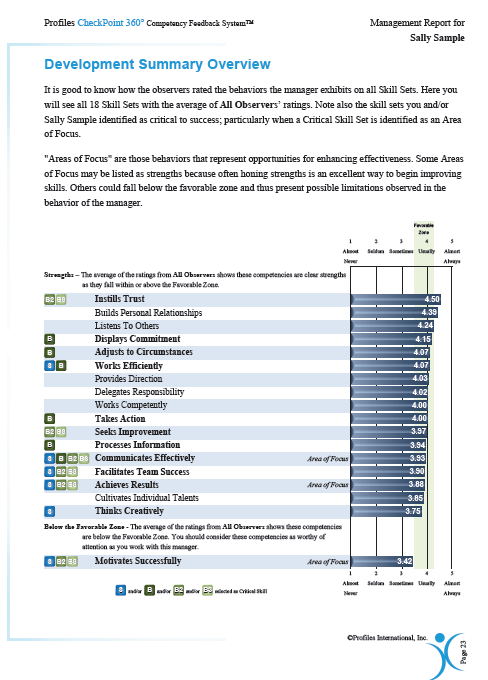 Profiles CheckPoint 360° Competency Feedback System™
Management Report for
Sally Sample
Development Summary Overview
It is good to know how the observers rated the behaviors the manager exhibits on all Skill Sets. Here you
will see all 18 Skill Sets with the average of All Observers' ratings. Note also the skill sets you and/or
Sally Sample identified as critical to success; particularly when a Critical Skill Set is identified as an Area
of Focus.
"Areas of Focus" are those behaviors that represent opportunities for enhancing effectiveness. Some Areas
of Focus may be listed as strengths because often honing strengths is an excellent way to begin improving
skills. Others could fall below the favorable zone and thus present possible limitations observed in the
behavior of the manager.
Favorable
Zone
1 2 3 4 5
Almost Seldom Sometimes Usually Almost
Never Always
Strengths – The average of the ratings from All Observers shows these competencies are clear strengths
as they fall within or above the Favorable Zone.
B2 B3 Instills Trust 4.50
Builds Personal Relationships 4.39
Listens To Others 4.24
B Displays Commitment 4.15
B Adjusts to Circumstances 4.07
S B Works Efficiently 4.07
Provides Direction 4.03
Delegates Responsibility 4.02
Works Competently 4.00
B Takes Action 4.00
B2 B3 Seeks Improvement 3.97
B Processes Information 3.94
S B B2 B3 Communicates Effectively Area of Focus 3.93
S B2 B3 Facilitates Team Success 3.90
S B2 B3 Achieves Results Area of Focus 3.88
Cultivates Individual Talents 3.85
S Thinks Creatively 3.75
Below the Favorable Zone - The average of the ratings from All Observers shows these competencies
are below the Favorable Zone. You should consider these competencies as worthy of
attention as you work with this manager.
S B2 B3 Motivates Successfully Area of Focus 3.42
1 2 3 4 5
Almost Seldom Sometimes Usually Almost
Never Always
S and/or B and/or B2 and/or B3 selected as Critical Skill
©Profiles International, Inc.
Page 23